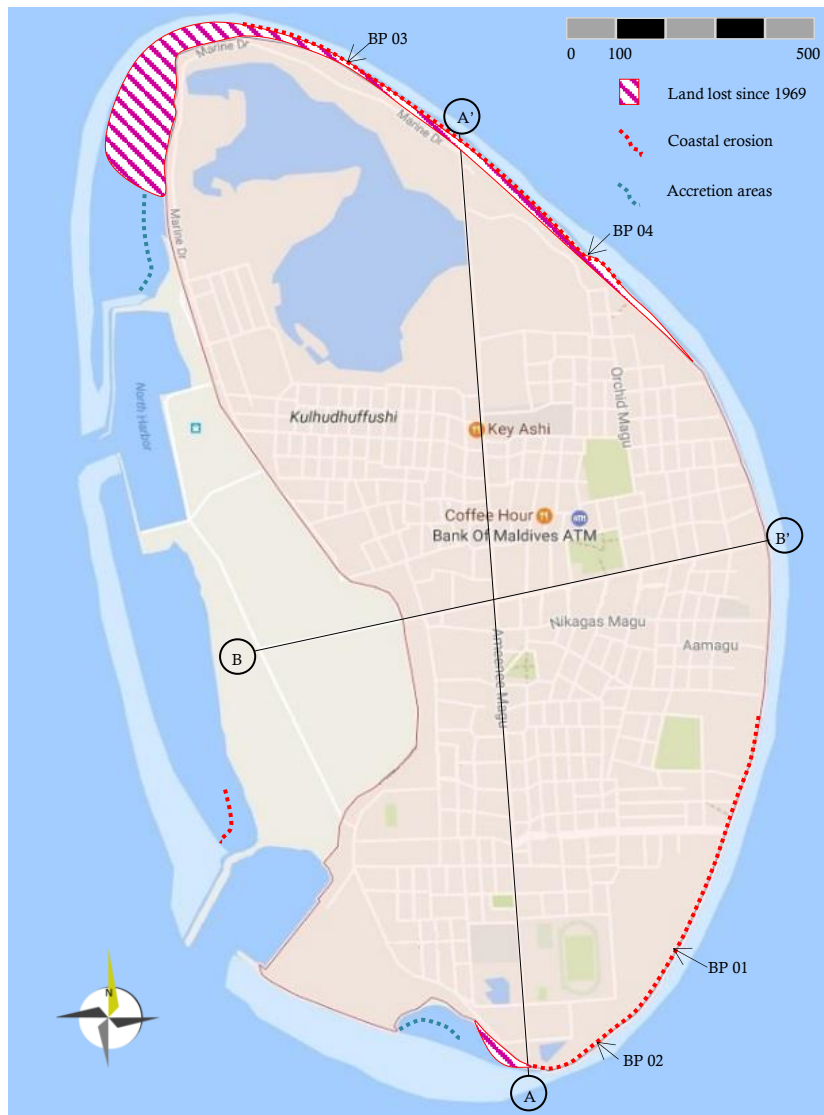 0 100 500
Land lost since 1969
Coastal erosion
Accretion areas
BP 03
Marine Dr
A'
Marine Dr
BP 04
Marine Dr
North Harbor
Kulhudhuffushi
Orchid Magu
Key Ashi
Coffee Hour
Bank Of Maldives ATM
ATM
B'
Nikagas Magu
Aamagu
B
Magu
BP 01
N
BP 02
A